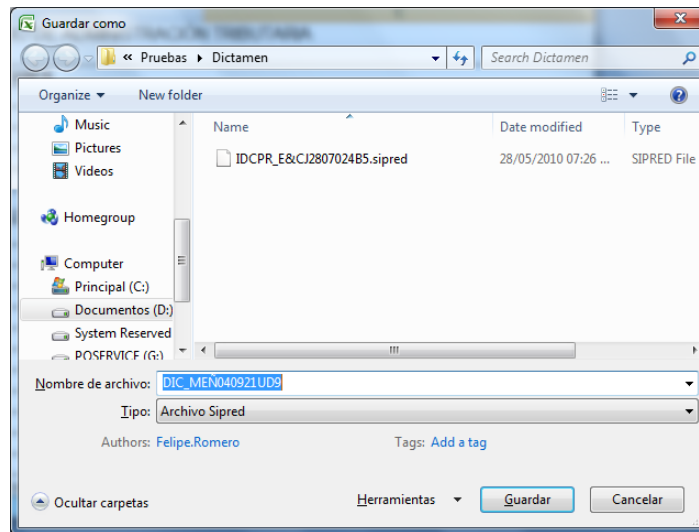 Guardar como
ADMINISTRACIÓN TRIBUTARIA
« Pruebas ▸ Dictamen
Search Dictamen
Organize
New folder
Music
Pictures
Videos
Homegroup
Computer
Principal (C:)
Documentos (D:)
System Reserved
POSERVICE (G:)
Name
Date modified
Type
IDCPR_E&CJ2807024B5.sipred
28/05/2010 07:26 ...
SIPRED File
Nombre de archivo: DIC_MEÑ040921UD9
Tipo: Archivo Sipred
Authors: Felipe.Romero
Tags: Add a tag
Ocultar carpetas
Herramientas
Guardar
Cancelar